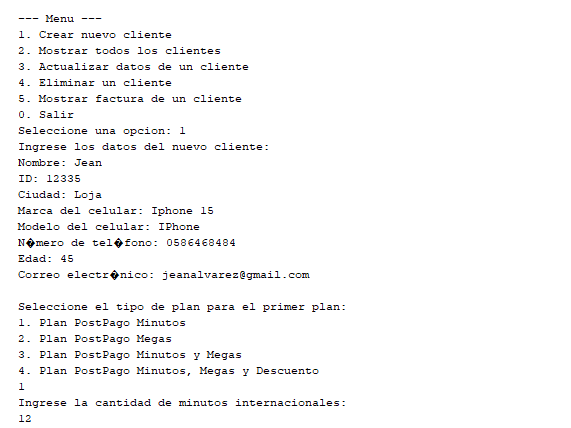 --- Menu ---
1. Crear nuevo cliente
2. Mostrar todos los clientes
3. Actualizar datos de un cliente
4. Eliminar un cliente
5. Mostrar factura de un cliente
0. Salir
Seleccione una opcion: 1
Ingrese los datos del nuevo cliente:
Nombre: Jean
ID: 12335
Ciudad: Loja
Marca del celular: Iphone 15
Modelo del celular: IPhone
N�mero de tel�fono: 0586468484
Edad: 45
Correo electr�nico: jeanalvarez@gmail.com
Seleccione el tipo de plan para el primer plan:
1. Plan PostPago Minutos
2. Plan PostPago Megas
3. Plan PostPago Minutos y Megas
4. Plan PostPago Minutos, Megas y Descuento
1
Ingrese la cantidad de minutos internacionales:
12